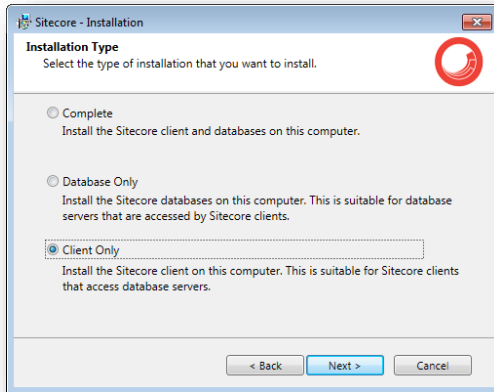 Sitecore - Installation
Installation Type
Select the type of installation that you want to install.
Complete
Install the Sitecore client and databases on this computer.
Database Only
Install the Sitecore databases on this computer. This is suitable for database
servers that are accessed by Sitecore clients.
Client Only
Install the Sitecore client on this computer. This is suitable for Sitecore clients
that access database servers.
< Back Next > Cancel